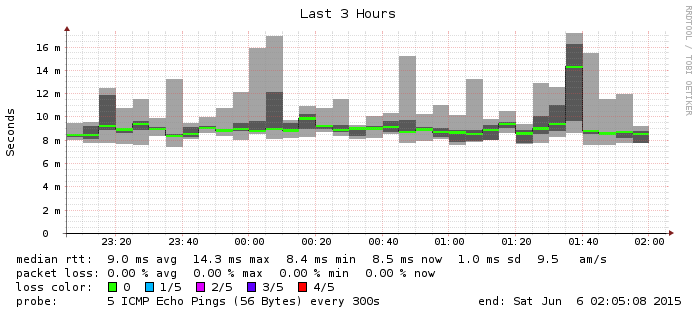 Last 3 Hours
RRDTOOL / TOBI OETIKER
Seconds
16 m
14 m
12 m
10 m
8 m
6 m
4 m
2 m
0
23:20 23:40 00:00 00:20 00:40 01:00 01:20 01:40 02:00
median rtt: 9.0 ms avg 14.3 ms max 8.4 ms min 8.5 ms now 1.0 ms sd 9.5 am/s
packet loss: 0.00 % avg 0.00 % max 0.00 % min 0.00 % now
loss color: 0 1/5 2/5 3/5 4/5
probe: 5 ICMP Echo Pings (56 Bytes) every 300s end: Sat Jun 6 02:05:08 2015